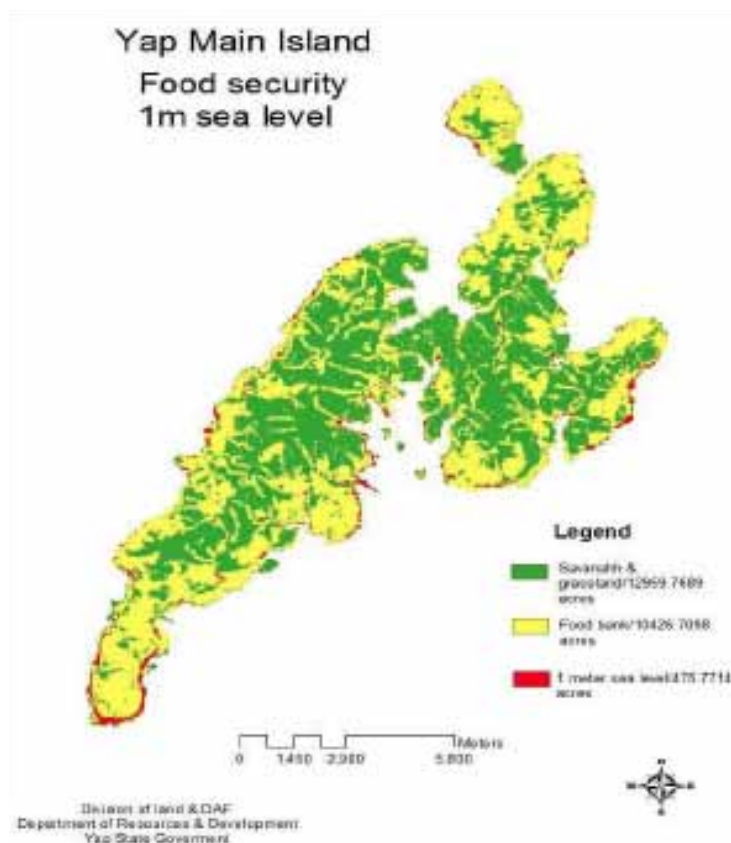 Yap Main Island
Food security
1m sea level
Legend
Savanahh &
grassland/12959.7689
acres
Food bank/10426.7098
acres
1 meter sea level/475.7714
acres
Meters
0 1,450 2,900 5,800
N
W E
S
Division of land & DAF
Department of Resources & Development
Yap State Goverment